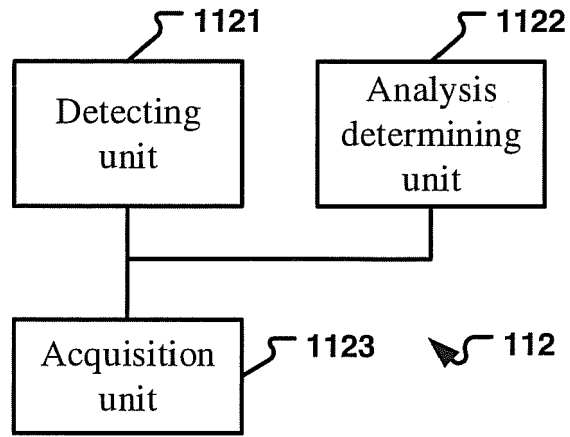 1121
1122
Detecting
unit
Analysis
determining
unit
Acquisition
unit
1123
112